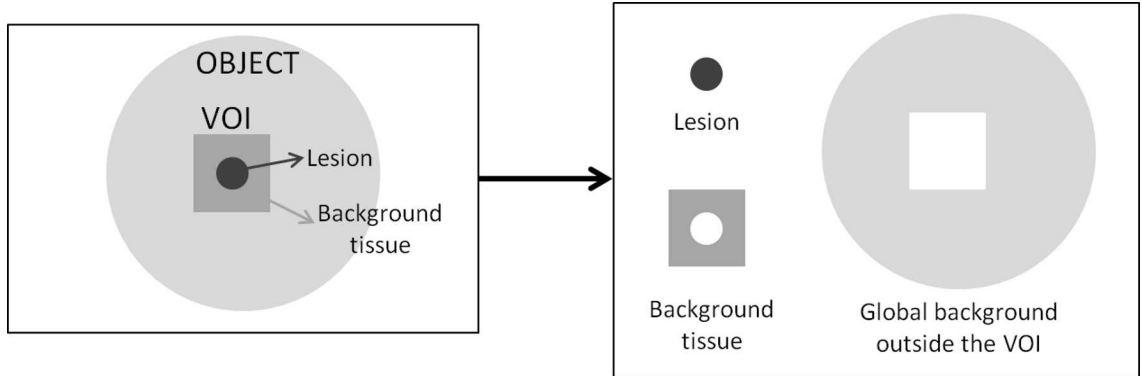 OBJECT
VOI
Lesion
Background
tissue
Lesion
Background
tissue
Global background
outside the VOI